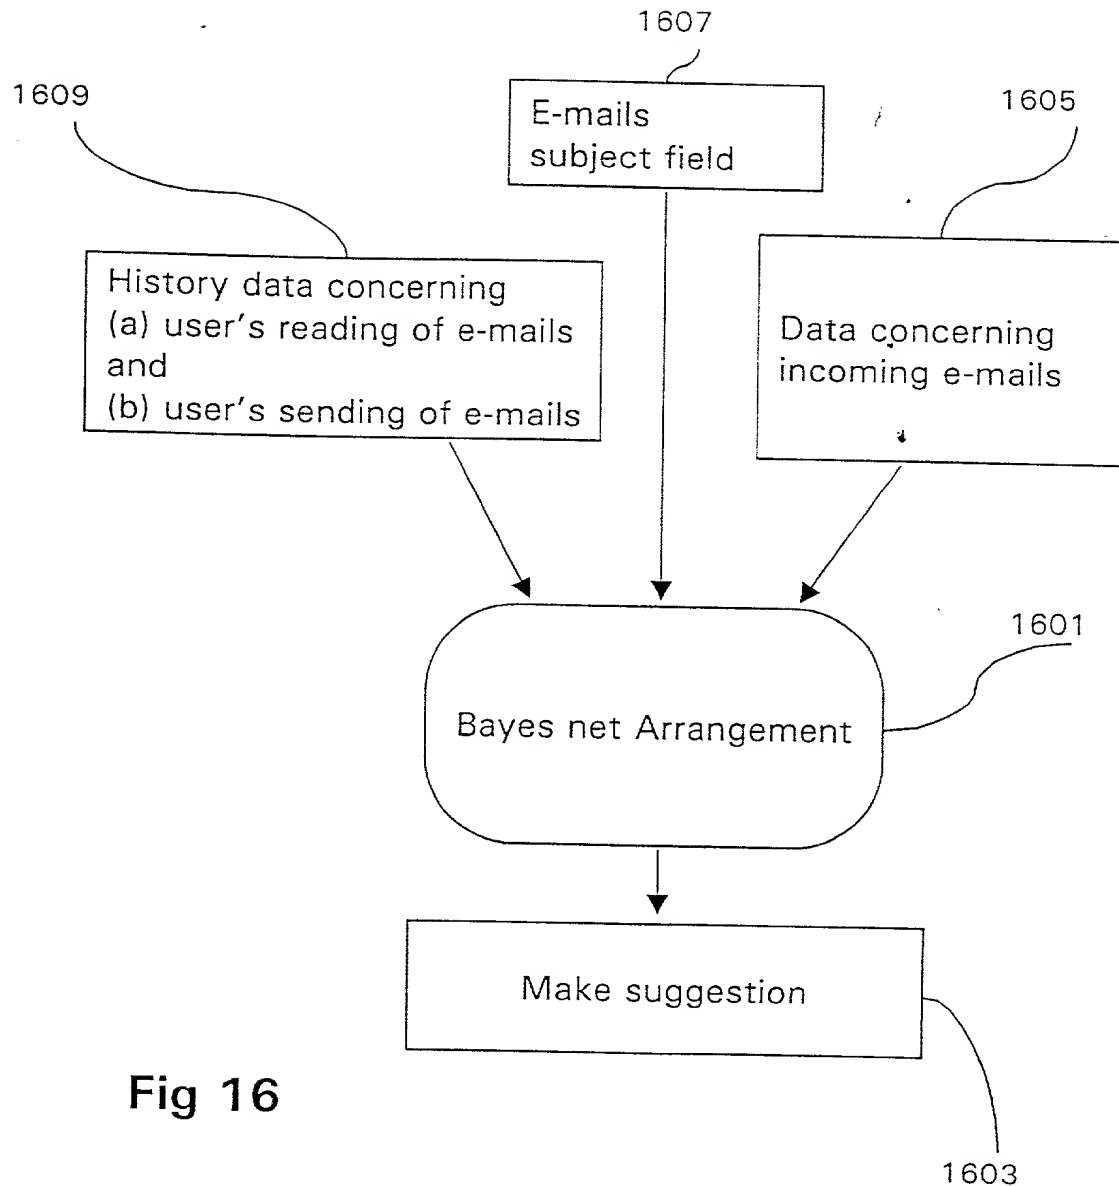 1607
1609
1605
E-mails
subject field
History data concerning
(a) user's reading of e-mails
and
(b) user's sending of e-mails
Data concerning
incoming e-mails
1601
Bayes net Arrangement
Make suggestion
Fig 16
1603